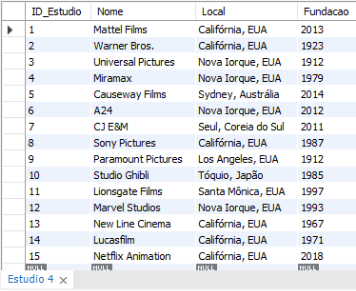 ID_Estudio Nome Local Fundacao
1 Mattel Films Califórnia, EUA 2013
2 Warner Bros. Califórnia, EUA 1923
3 Universal Pictures Nova Iorque, EUA 1912
4 Miramax Nova Iorque, EUA 1979
5 Causeway Films Sydney, Austrália 2014
6 A24 Nova Iorque, EUA 2012
7 CJ E&M Seul, Coreia do Sul 2011
8 Sony Pictures Califórnia, EUA 1987
9 Paramount Pictures Los Angeles, EUA 1912
10 Studio Ghibli Tóquio, Japão 1985
11 Lionsgate Films Santa Mônica, EUA 1997
12 Marvel Studios Nova Iorque, EUA 1993
13 New Line Cinema Califórnia, EUA 1967
14 Lucasfilm Califórnia, EUA 1971
15 Netflix Animation Califórnia, EUA 2018
NULL NULL NULL NULL
Estudio 4